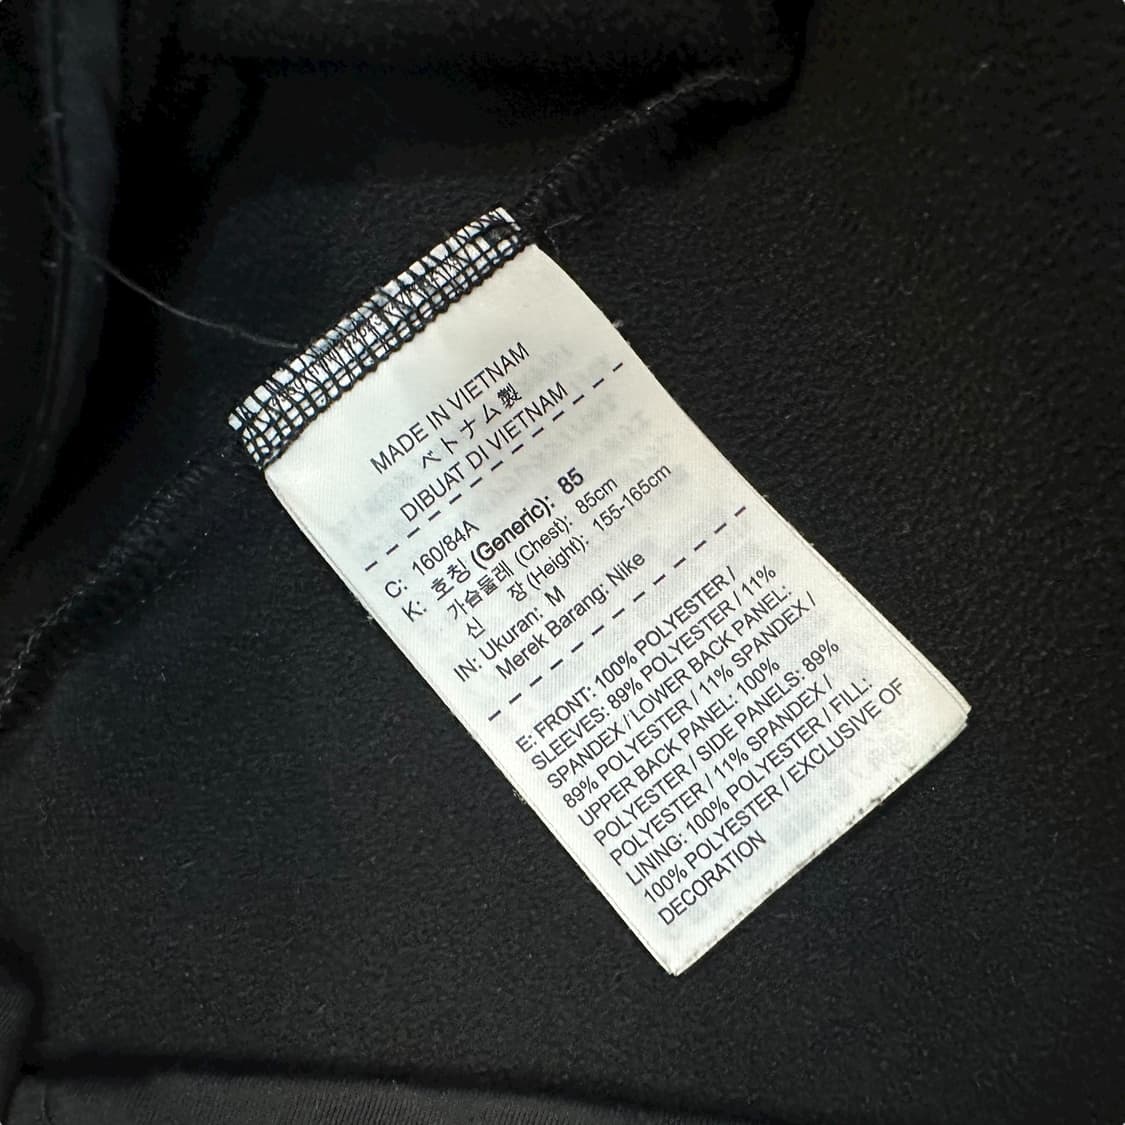 MADE IN VIETNAM
ベトナム製
DIBUAT DI VIETNAM
C: 160/84A
K: 호칭 (Generic): 85
가슴둘레 (Chest): 85cm
신 장 (Height): 155-165cm
IN: Ukuran: M
Merek Barang: Nike
E: FRONT: 100% POLYESTER /
SLEEVES: 89% POLYESTER / 11%
SPANDEX / LOWER BACK PANEL:
89% POLYESTER / 11% SPANDEX /
UPPER BACK PANEL: 100%
POLYESTER / SIDE PANELS: 89%
POLYESTER / 11% SPANDEX /
LINING: 100% POLYESTER / FILL:
100% POLYESTER / EXCLUSIVE OF
DECORATION